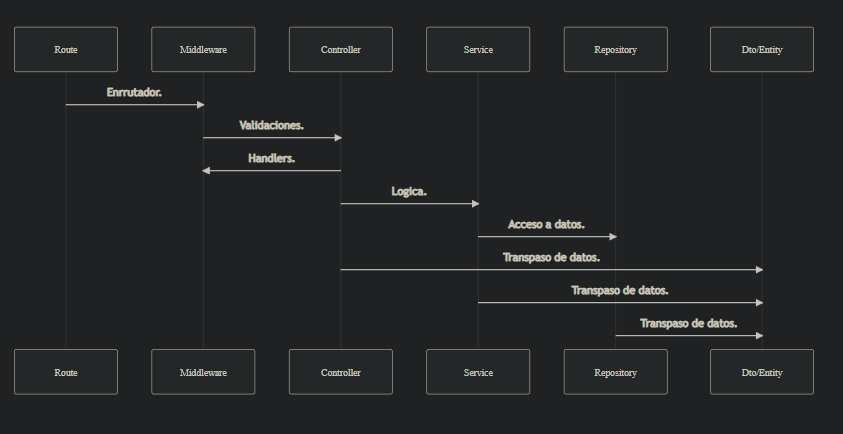 Route Middleware Controller Service Repository Dto/Entity
Enrrutador.
Validaciones.
Handlers.
Logica.
Acceso a datos.
Transpaso de datos.
Transpaso de datos.
Transpaso de datos.
Route Middleware Controller Service Repository Dto/Entity